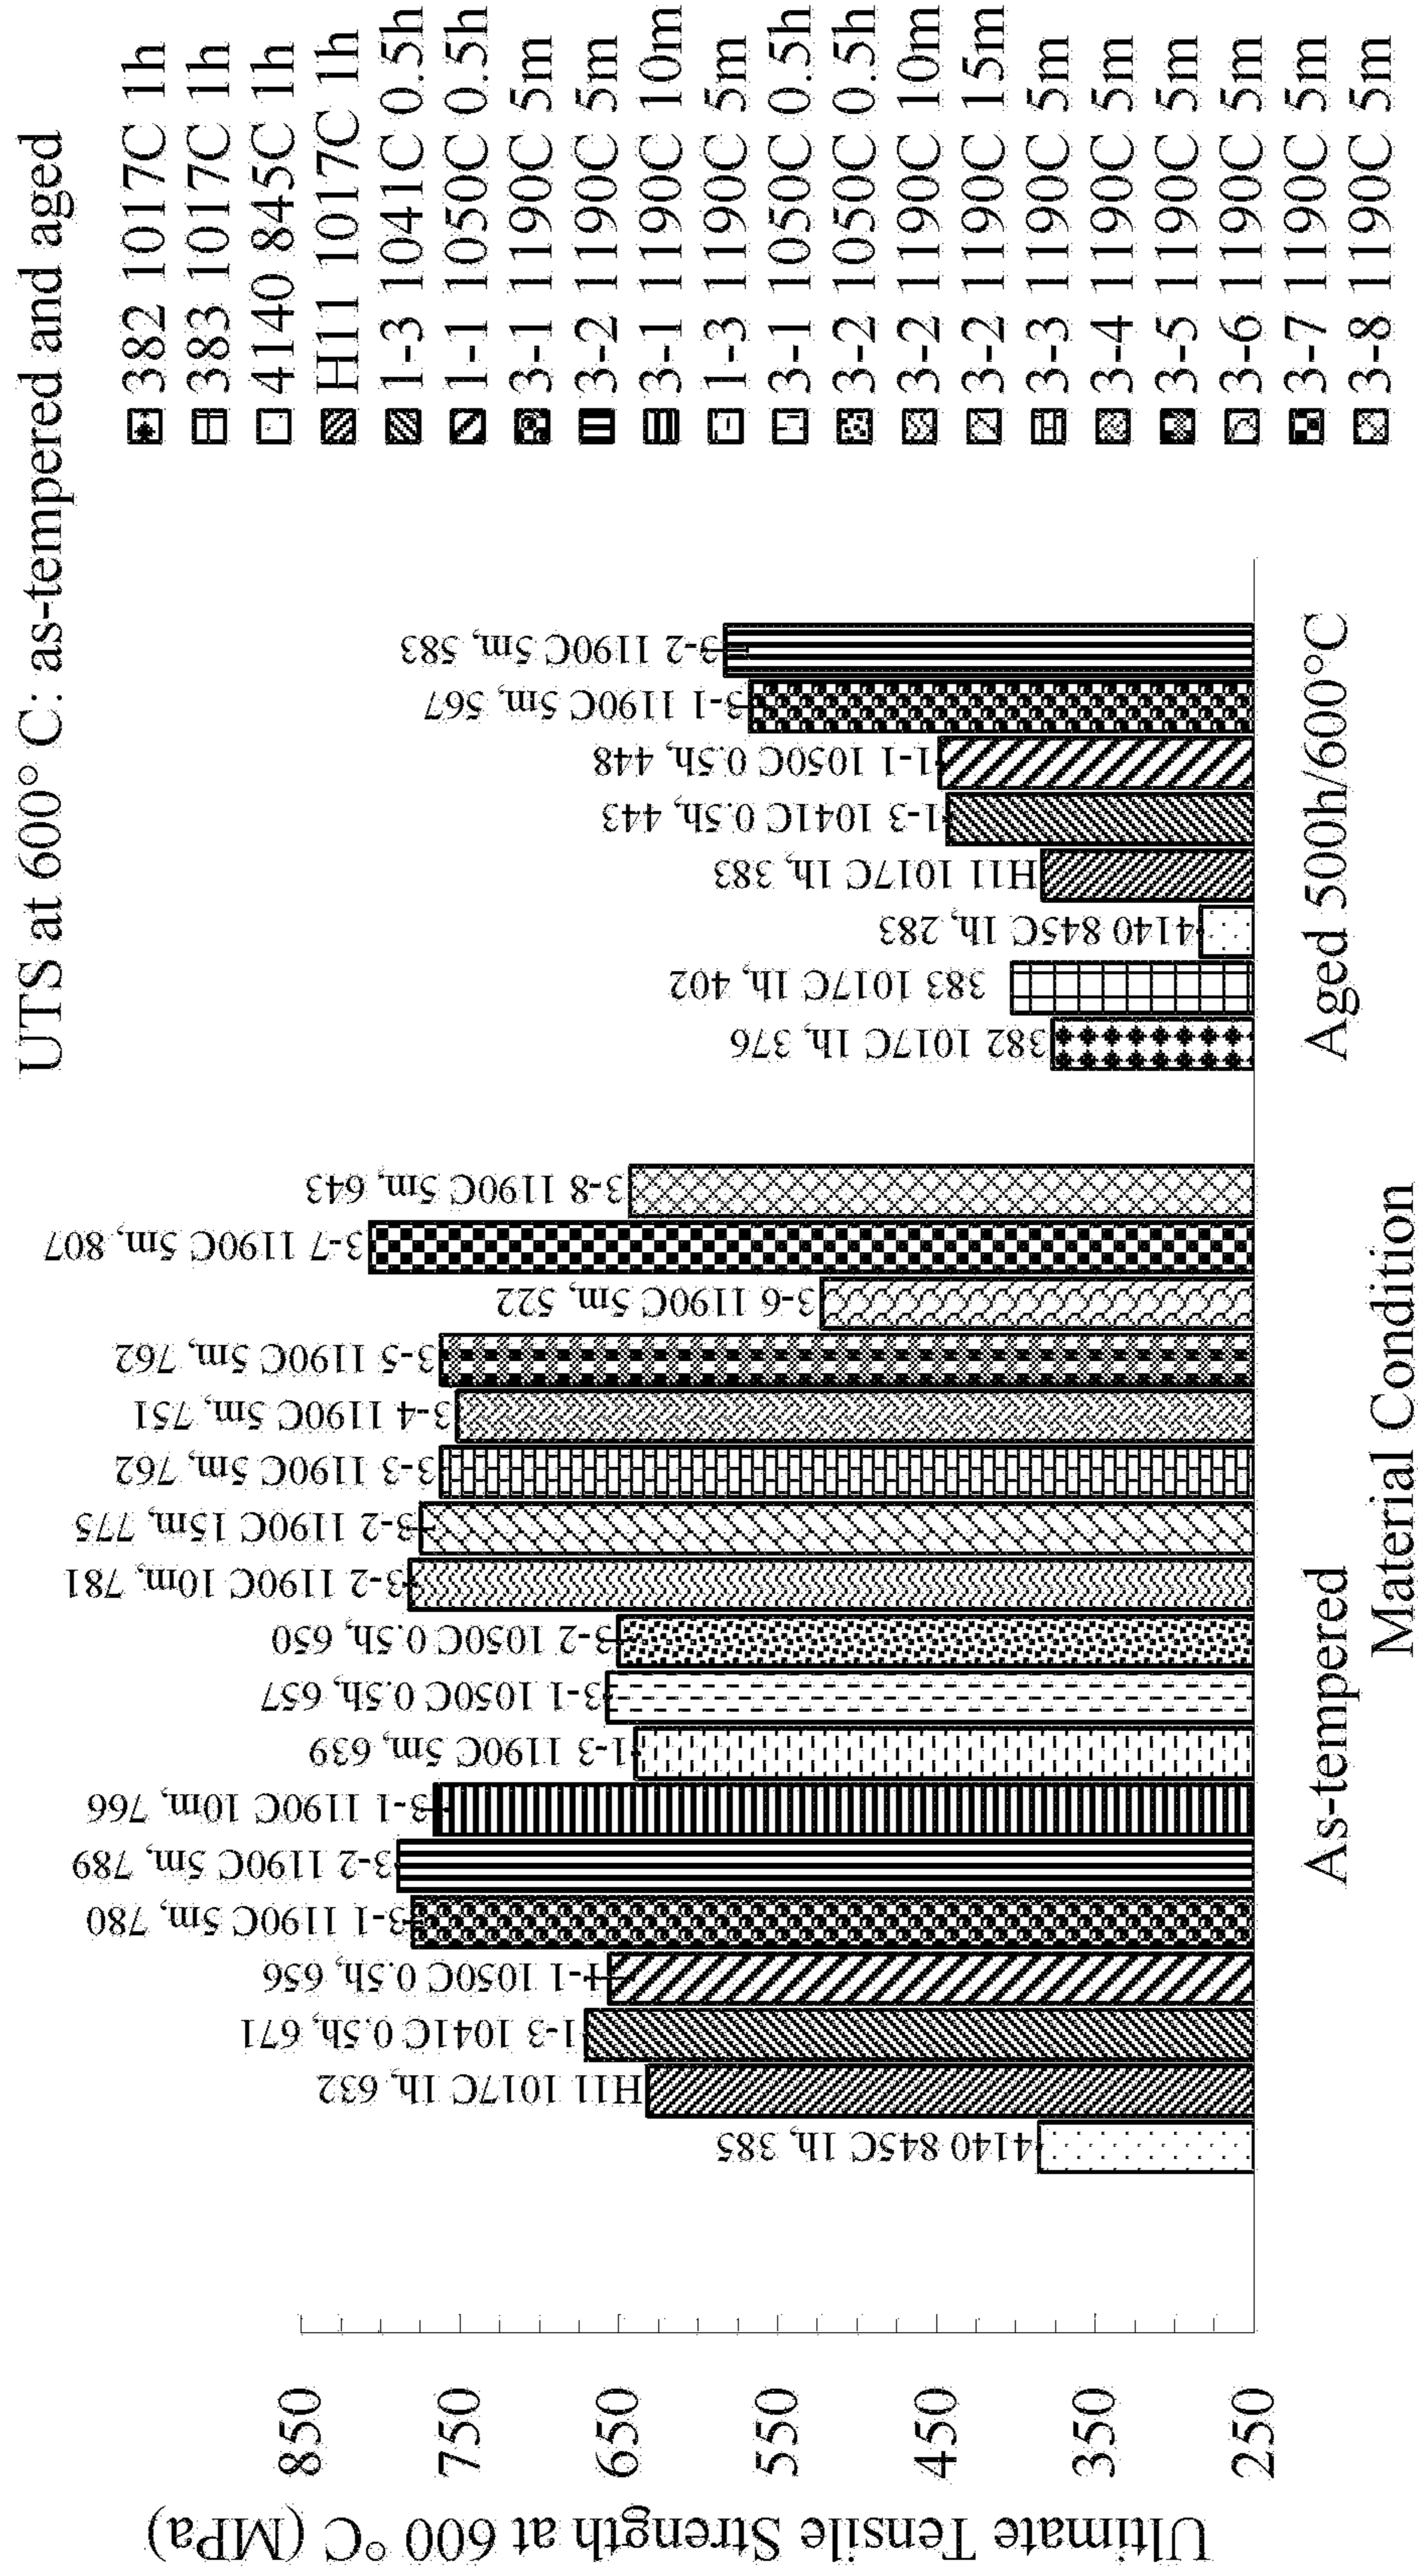 UTS at 600° C: as-tempered and aged
Ultimate Tensile Strength at 600 °C (MPa)
850
750
650
550
450
350
250
4140 845C 1h, 385
H11 1017C 1h, 632
1-3 1041C 0.5h, 671
1-1 1050C 0.5h, 656
3-1 1190C 5m, 780
3-2 1190C 5m, 789
3-1 1190C 10m, 766
1-3 1190C 5m, 639
3-1 1050C 0.5h, 657
3-2 1050C 0.5h, 650
3-2 1190C 10m, 781
3-2 1190C 15m, 775
3-3 1190C 5m, 762
3-4 1190C 5m, 751
3-5 1190C 5m, 762
3-6 1190C 5m, 522
3-7 1190C 5m, 807
3-8 1190C 5m, 643
382 1017C 1h, 376
383 1017C 1h, 402
4140 845C 1h, 283
H11 1017C 1h, 383
1-3 1041C 0.5h, 443
1-1 1050C 0.5h, 448
3-1 1190C 5m, 567
3-2 1190C 5m, 583
As-tempered
Aged 500h/600°C
Material Condition
382 1017C 1h
383 1017C 1h
4140 845C 1h
H11 1017C 1h
1-3 1041C 0.5h
1-1 1050C 0.5h
3-1 1190C 5m
3-2 1190C 5m
3-1 1190C 10m
1-3 1190C 5m
3-1 1050C 0.5h
3-2 1050C 0.5h
3-2 1190C 10m
3-2 1190C 15m
3-3 1190C 5m
3-4 1190C 5m
3-5 1190C 5m
3-6 1190C 5m
3-7 1190C 5m
3-8 1190C 5m